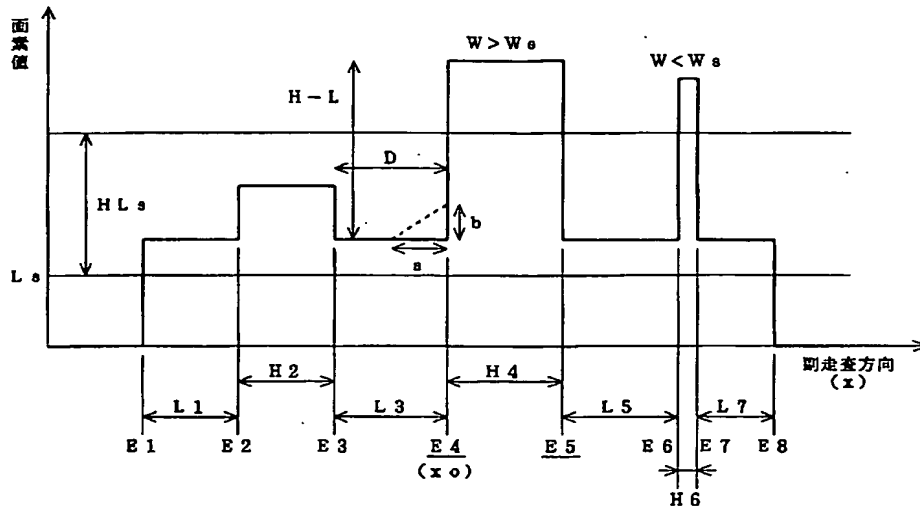 画素値
W>Ws
W<Ws
H-L
D
HLs
b
a
Ls
副走査方向
(x)
H2
H4
L1
L3
L5
L7
E1
E2
E3
E4
E5
E6
E7
E8
(xo)
H6